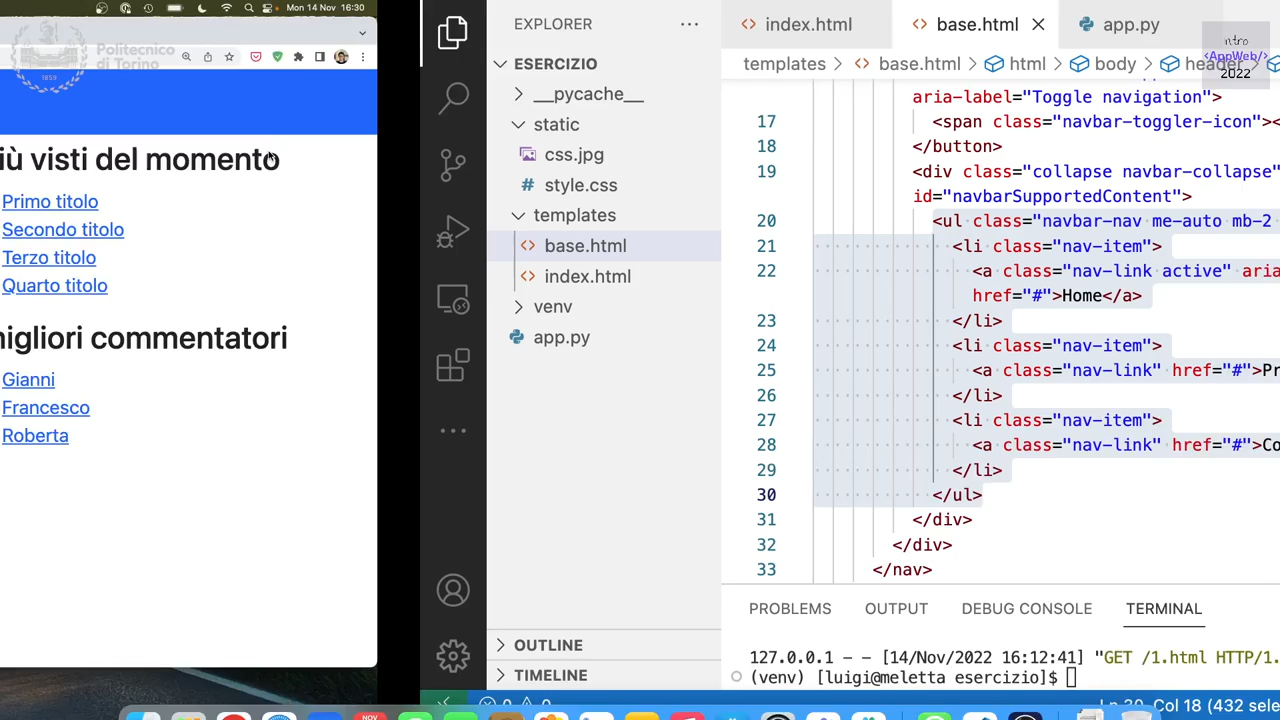 Mon 14 Nov 16:30
Politecnico
di Torino
1859
iù visti del momento
Primo titolo
Secondo titolo
Terzo titolo
Quarto titolo
nigliori commentatori
Gianni
Francesco
Roberta
EXPLORER
ESERCIZIO
__pycache__
static
css.jpg
style.css
templates
base.html
index.html
venv
app.py
OUTLINE
TIMELINE
index.html
base.html
app.py
intro
<AppWeb/>
2022
templates > base.html > html > body > header >
aria-label="Toggle navigation">
17 <span class="navbar-toggler-icon"><
18 </button>
19 <div class="collapse navbar-collapse"
id="navbarSupportedContent">
20 <ul class="navbar-nav me-auto mb-2
21 <li class="nav-item">
22 <a class="nav-link active" aria
href="#">Home</a>
23 </li>
24 <li class="nav-item">
25 <a class="nav-link" href="#">Pr
26 </li>
27 <li class="nav-item">
28 <a class="nav-link" href="#">Co
29 </li>
30 </ul>
31 </div>
32 </div>
33 </nav>
PROBLEMS OUTPUT DEBUG CONSOLE TERMINAL
127.0.0.1 - - [14/Nov/2022 16:12:41] "GET /1.html HTTP/1.
(venv) [luigi@meletta esercizio]$
0 0 Ln 30, Col 18 (432 sele
NOV